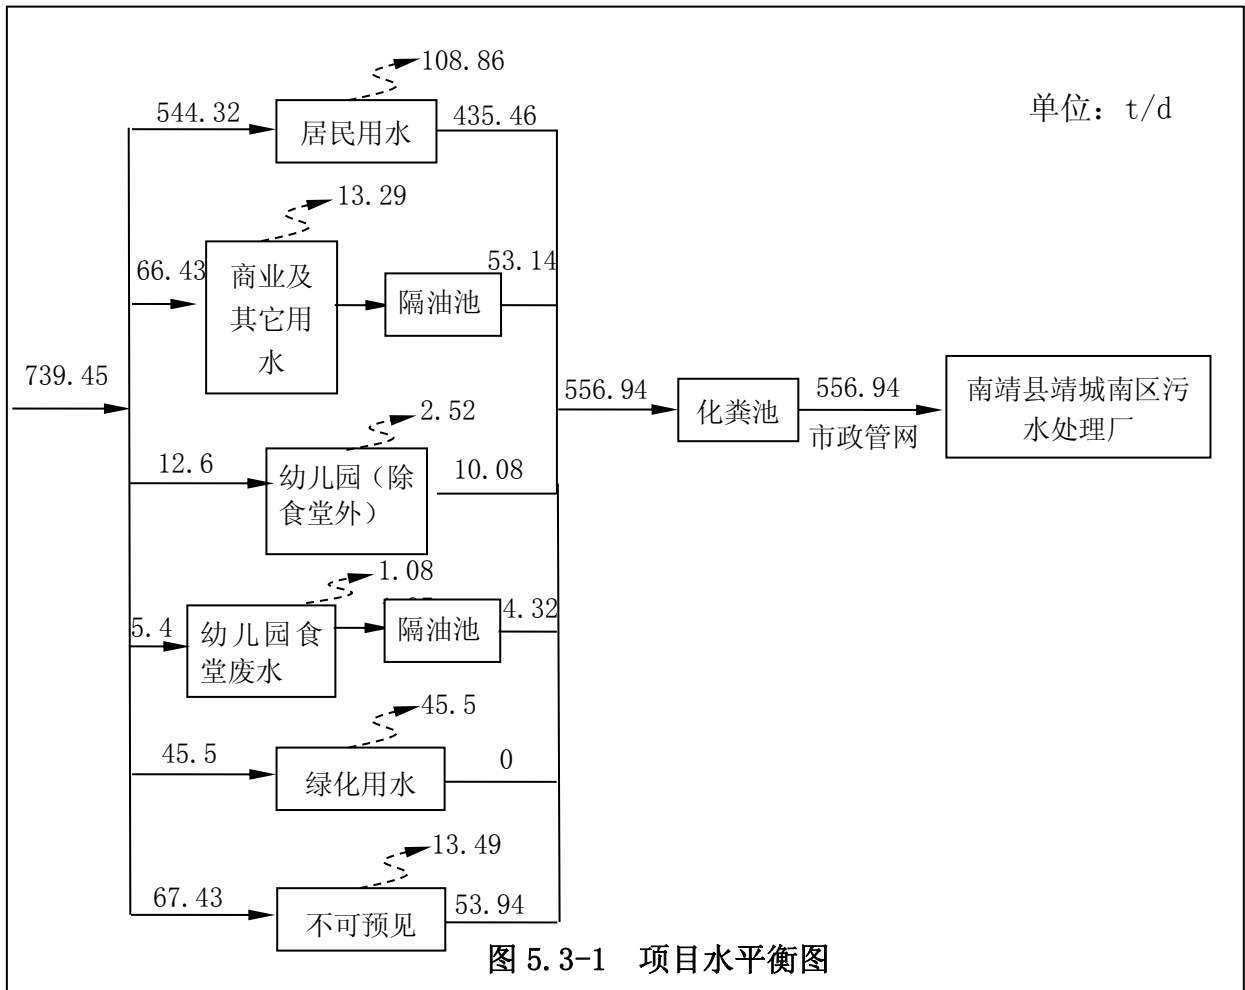 108.86
544.32
居民用水
435.46
单位：t/d
13.29
66.43
商业及
其它用
水
隔油池
53.14
739.45
556.94
化粪池
556.94
市政管网
南靖县靖城南区污
水处理厂
2.52
12.6
幼儿园（除
食堂外）
10.08
1.08
5.4
幼儿园食
堂废水
隔油池
4.32
45.5
45.5
绿化用水
0
13.49
67.43
不可预见
53.94
图 5.3-1 项目水平衡图